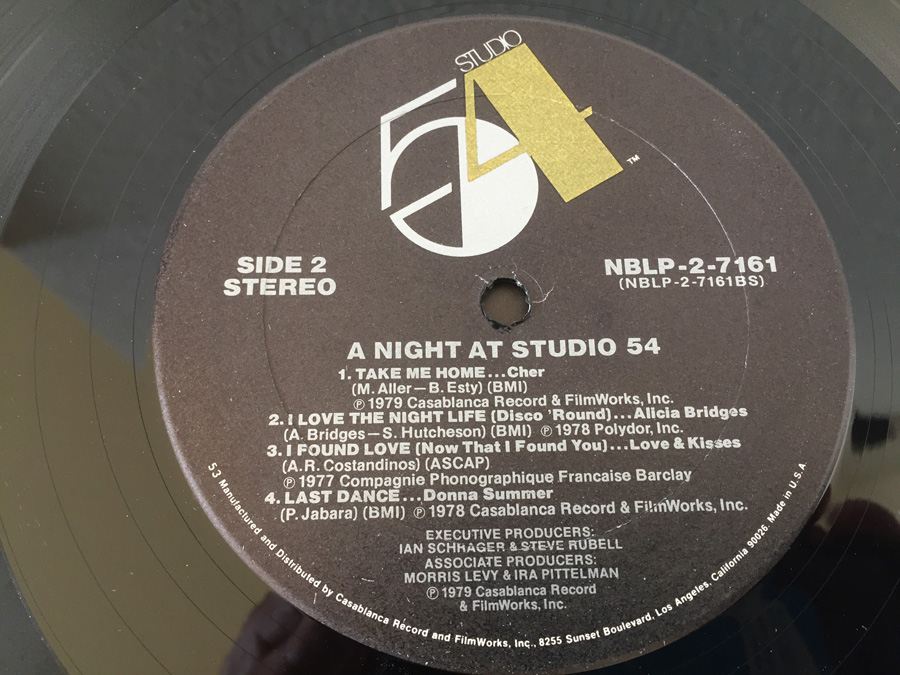 STUDIO
54
TM
SIDE 2
STEREO
NBLP-2-7161
(NBLP-2-7161BS)
A NIGHT AT STUDIO 54
1. TAKE ME HOME...Cher
(M. Aller—B. Esty) (BMI)
℗ 1979 Casablanca Record & FilmWorks, Inc.
2. I LOVE THE NIGHT LIFE (Disco 'Round)...Alicia Bridges
(A. Bridges—S. Hutcheson) (BMI) ℗ 1978 Polydor, Inc.
3. I FOUND LOVE (Now That I Found You)...Love & Kisses
(A.R. Costandinos) (ASCAP)
℗ 1977 Compagnie Phonographique Francaise Barclay
4. LAST DANCE...Donna Summer
(P. Jabara) (BMI) ℗ 1978 Casablanca Record & FilmWorks, Inc.
EXECUTIVE PRODUCERS:
IAN SCHRAGER & STEVE RUBELL
ASSOCIATE PRODUCERS:
MORRIS LEVY & IRA PITTELMAN
℗ 1979 Casablanca Record
& FilmWorks, Inc.
53 Manufactured and Distributed by Casablanca Record and FilmWorks, Inc., 8255 Sunset Boulevard, Los Angeles, California 90026. Made in U.S.A.